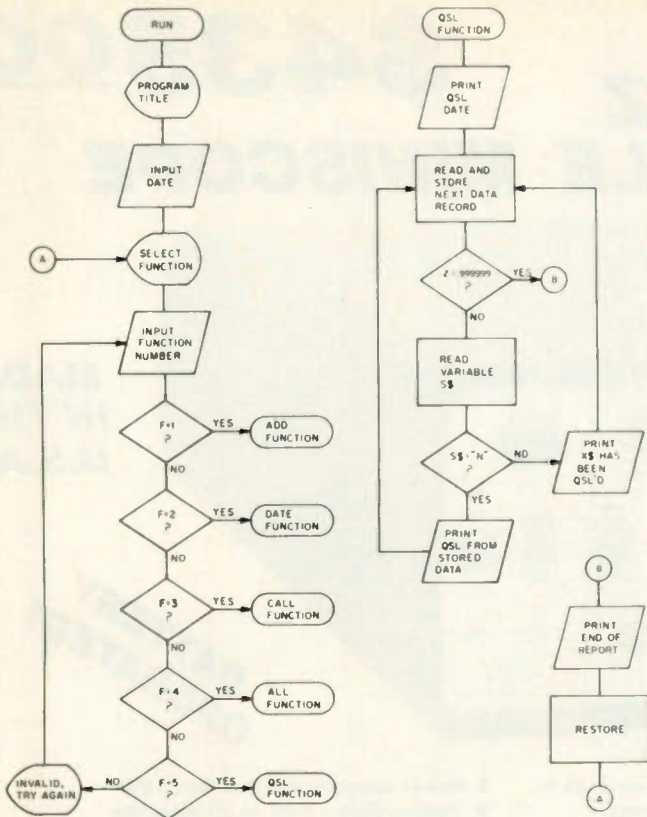 RUN
PROGRAM
TITLE
INPUT
DATE
A
SELECT
FUNCTION
INPUT
FUNCTION
NUMBER
F=1
?
YES
ADD
FUNCTION
NO
F=2
?
YES
DATE
FUNCTION
NO
F=3
?
YES
CALL
FUNCTION
NO
F=4
?
YES
ALL
FUNCTION
NO
F=5
?
YES
QSL
FUNCTION
NO
INVALID,
TRY AGAIN
QSL
FUNCTION
PRINT
QSL
DATE
READ AND
STORE
NEXT DATA
RECORD
999999
?
YES
B
NO
READ
VARIABLE
S$
S$="N"
?
NO
PRINT
X$ HAS
BEEN
QSL'D
YES
PRINT
QSL FROM
STORED
DATA
B
PRINT
END OF
REPORT
RESTORE
A